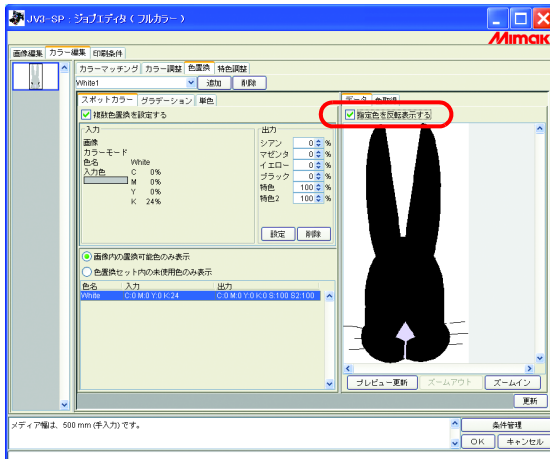 JV3-SP : ジョブエディタ ( フルカラー )
Mimak
画像編集 カラー編集 印刷条件
カラーマッチング カラー調整 色置換 特色調整
White1 追加 削除
スポットカラー グラデーション 単色
データ 色取得
複数色置換を設定する
指定色を反転表示する
入力
画像
カラーモード
色名 White
入力色 C 0%
M 0%
Y 0%
K 24%
出力
シアン 0 %
マゼンタ 0 %
イエロー 0 %
ブラック 0 %
特色 100 %
特色2 100 %
設定 削除
画像内の置換可能色のみ表示
色置換セット内の未使用色のみ表示
色名 入力 出力
White C:0 M:0 Y:0 K:24 C:0 M:0 Y:0 K:0 S:100 S2:100
プレビュー更新 ズームアウト ズームイン
更新
メディア幅は、500 mm (手入力) です。
条件管理
OK キャンセル